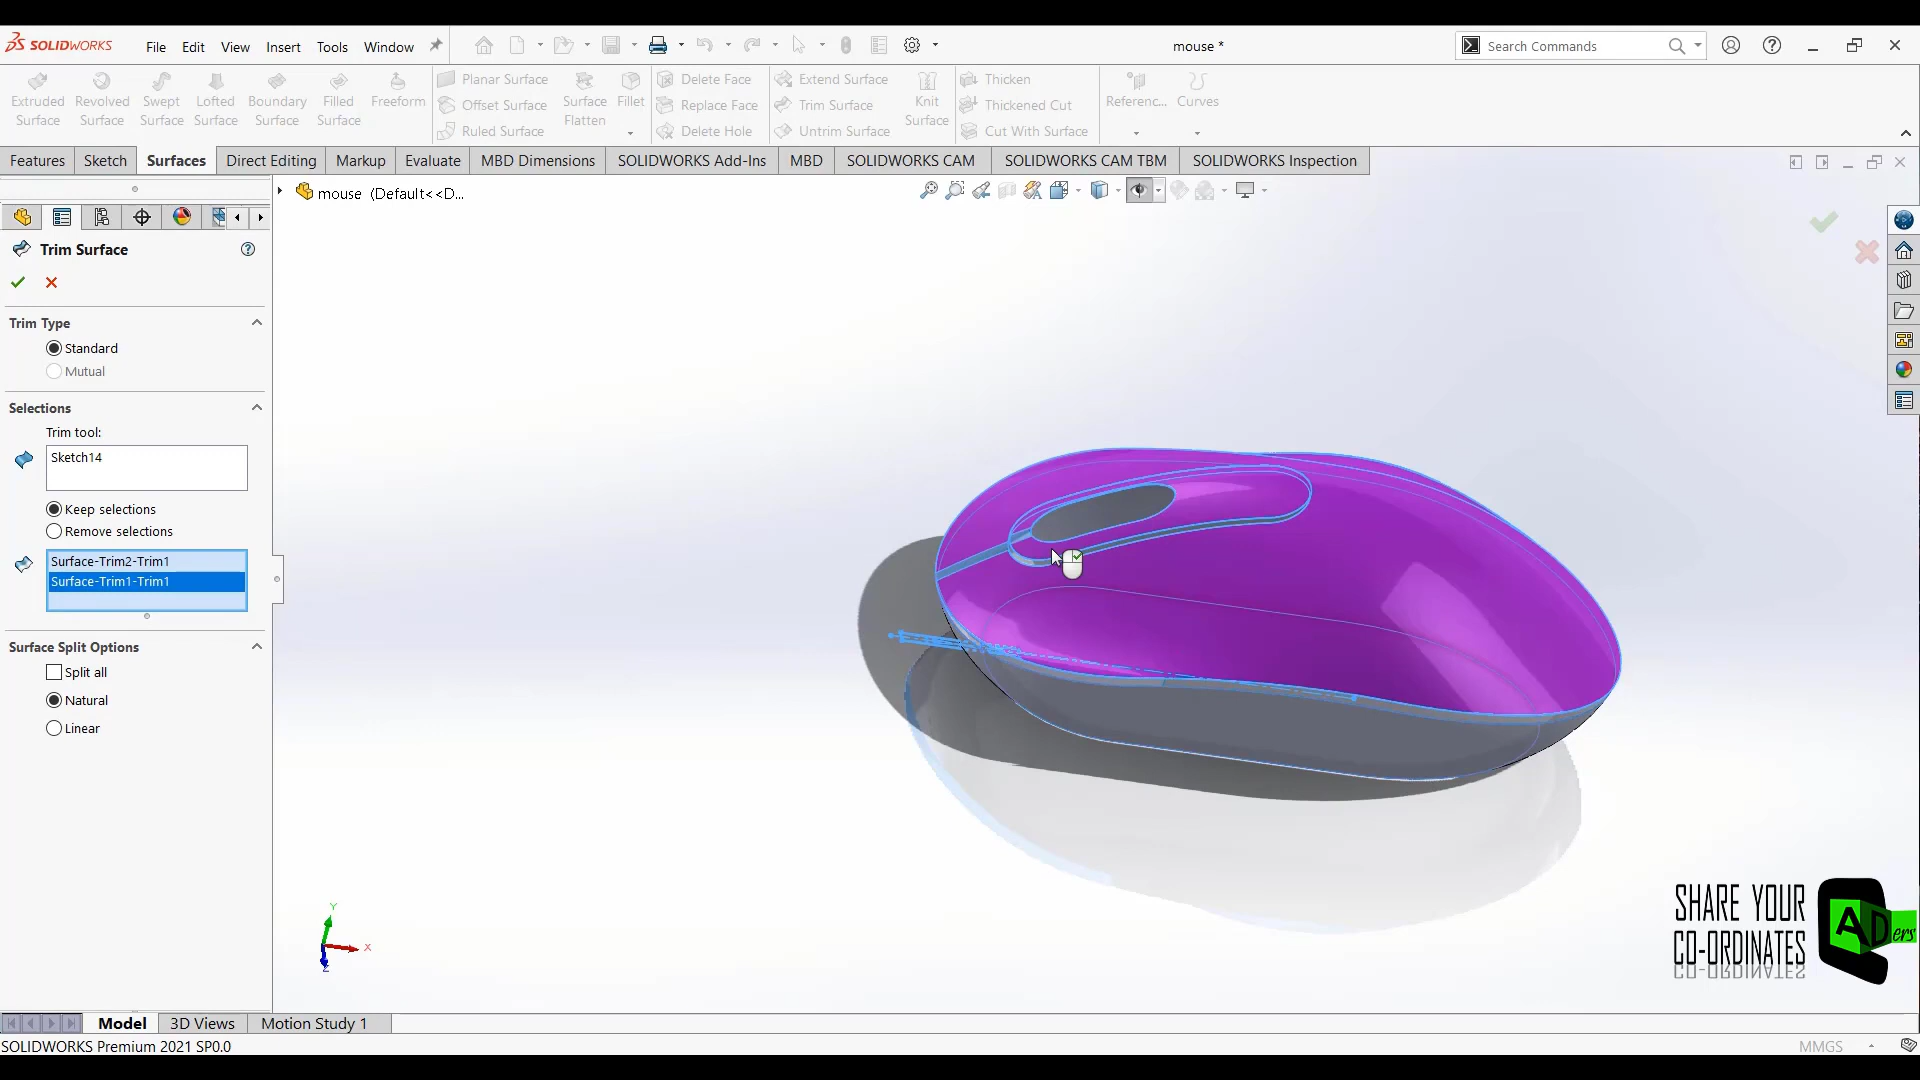 SOLIDWORKS
File Edit View Insert Tools Window
mouse *
Search Commands
Extruded Surface
Revolved Surface
Swept Surface
Lofted Surface
Boundary Surface
Filled Surface
Freeform
Planar Surface
Offset Surface
Ruled Surface
Surface Flatten
Fillet
Delete Face
Replace Face
Delete Hole
Extend Surface
Trim Surface
Untrim Surface
Knit Surface
Thicken
Thickened Cut
Cut With Surface
Referenc...
Curves
Features Sketch Surfaces Direct Editing Markup Evaluate MBD Dimensions SOLIDWORKS Add-Ins MBD SOLIDWORKS CAM SOLIDWORKS CAM TBM SOLIDWORKS Inspection
mouse (Default<<D...
Trim Surface
Trim Type
Standard
Mutual
Selections
Trim tool:
Sketch14
Keep selections
Remove selections
Surface-Trim2-Trim1
Surface-Trim1-Trim1
Surface Split Options
Split all
Natural
Linear
Y
X
Z
SHARE YOUR
CO-ORDINATES
ADers
Model 3D Views Motion Study 1
SOLIDWORKS Premium 2021 SP0.0
MMGS